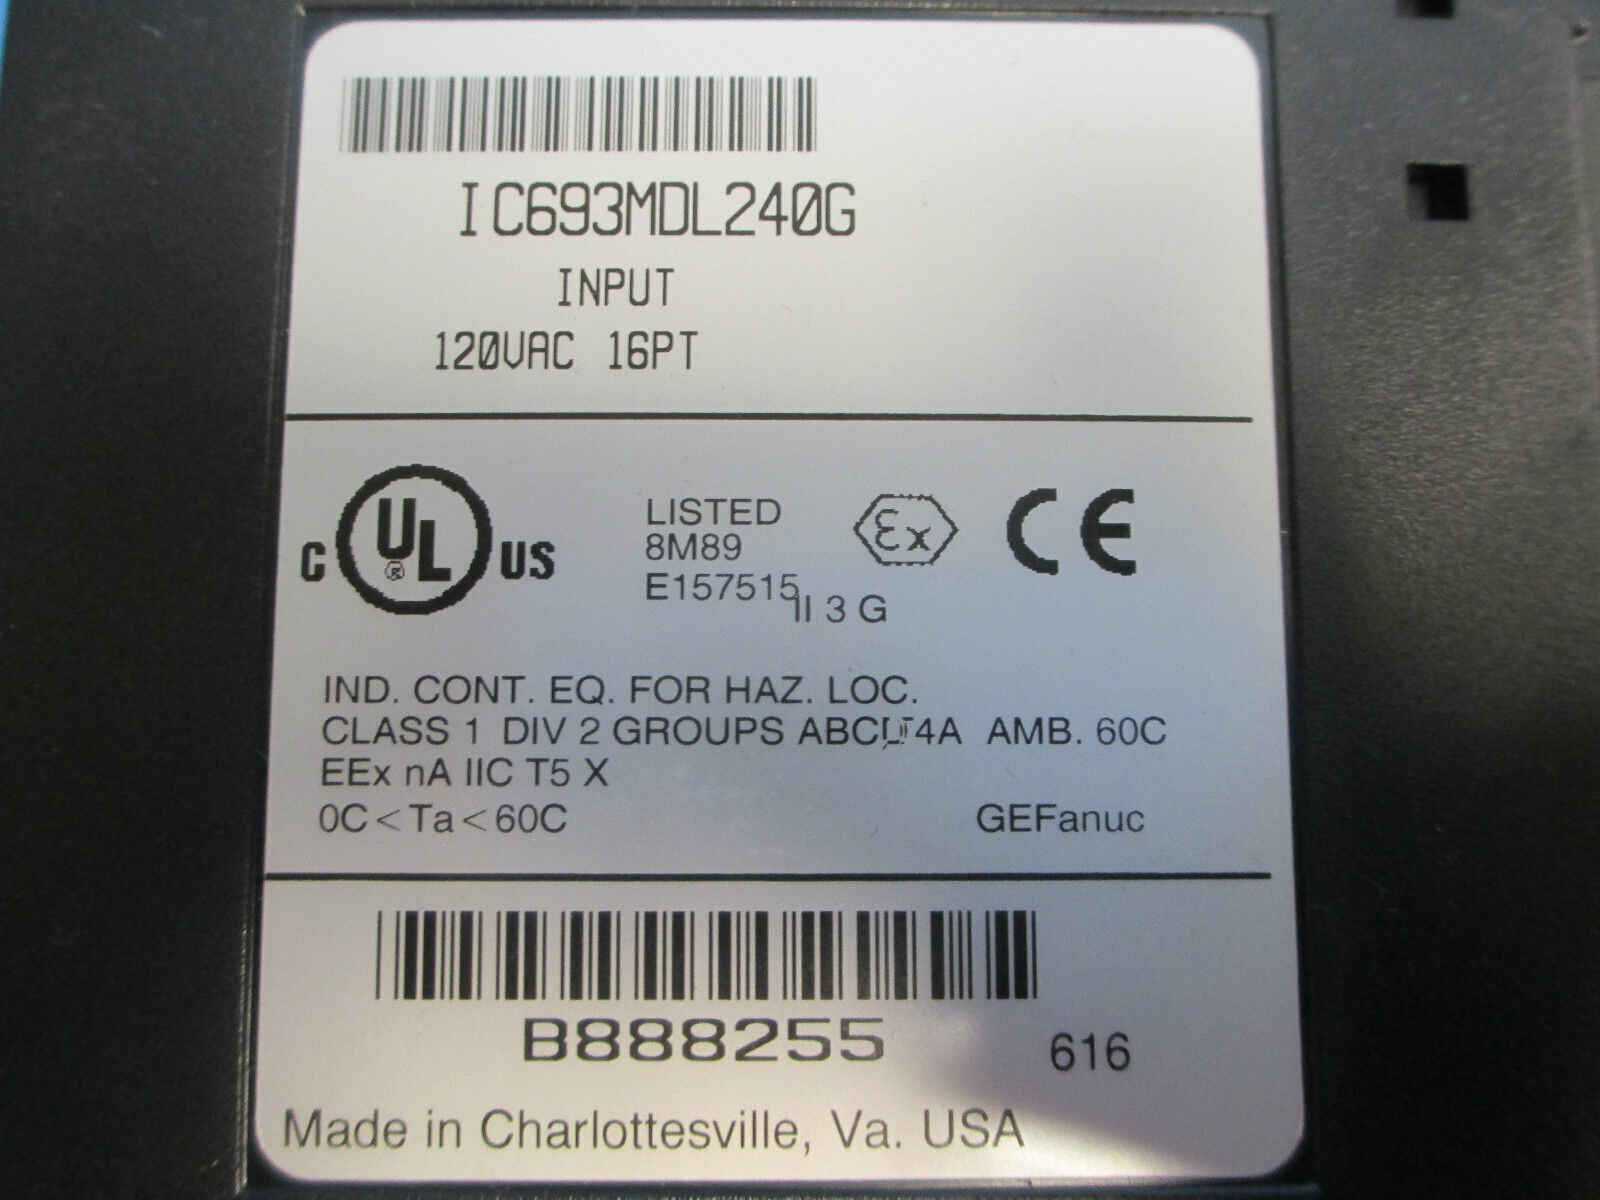 IC693MDL240G
INPUT
120VAC 16PT
C UL ® US
LISTED
8M89
E157515
Ex CE
II 3 G
IND. CONT. EQ. FOR HAZ. LOC.
CLASS 1 DIV 2 GROUPS ABCDT4A AMB. 60C
EEx nA IIC T5 X
0C<Ta<60C GEFanuc
B888255 616
Made in Charlottesville, Va. USA